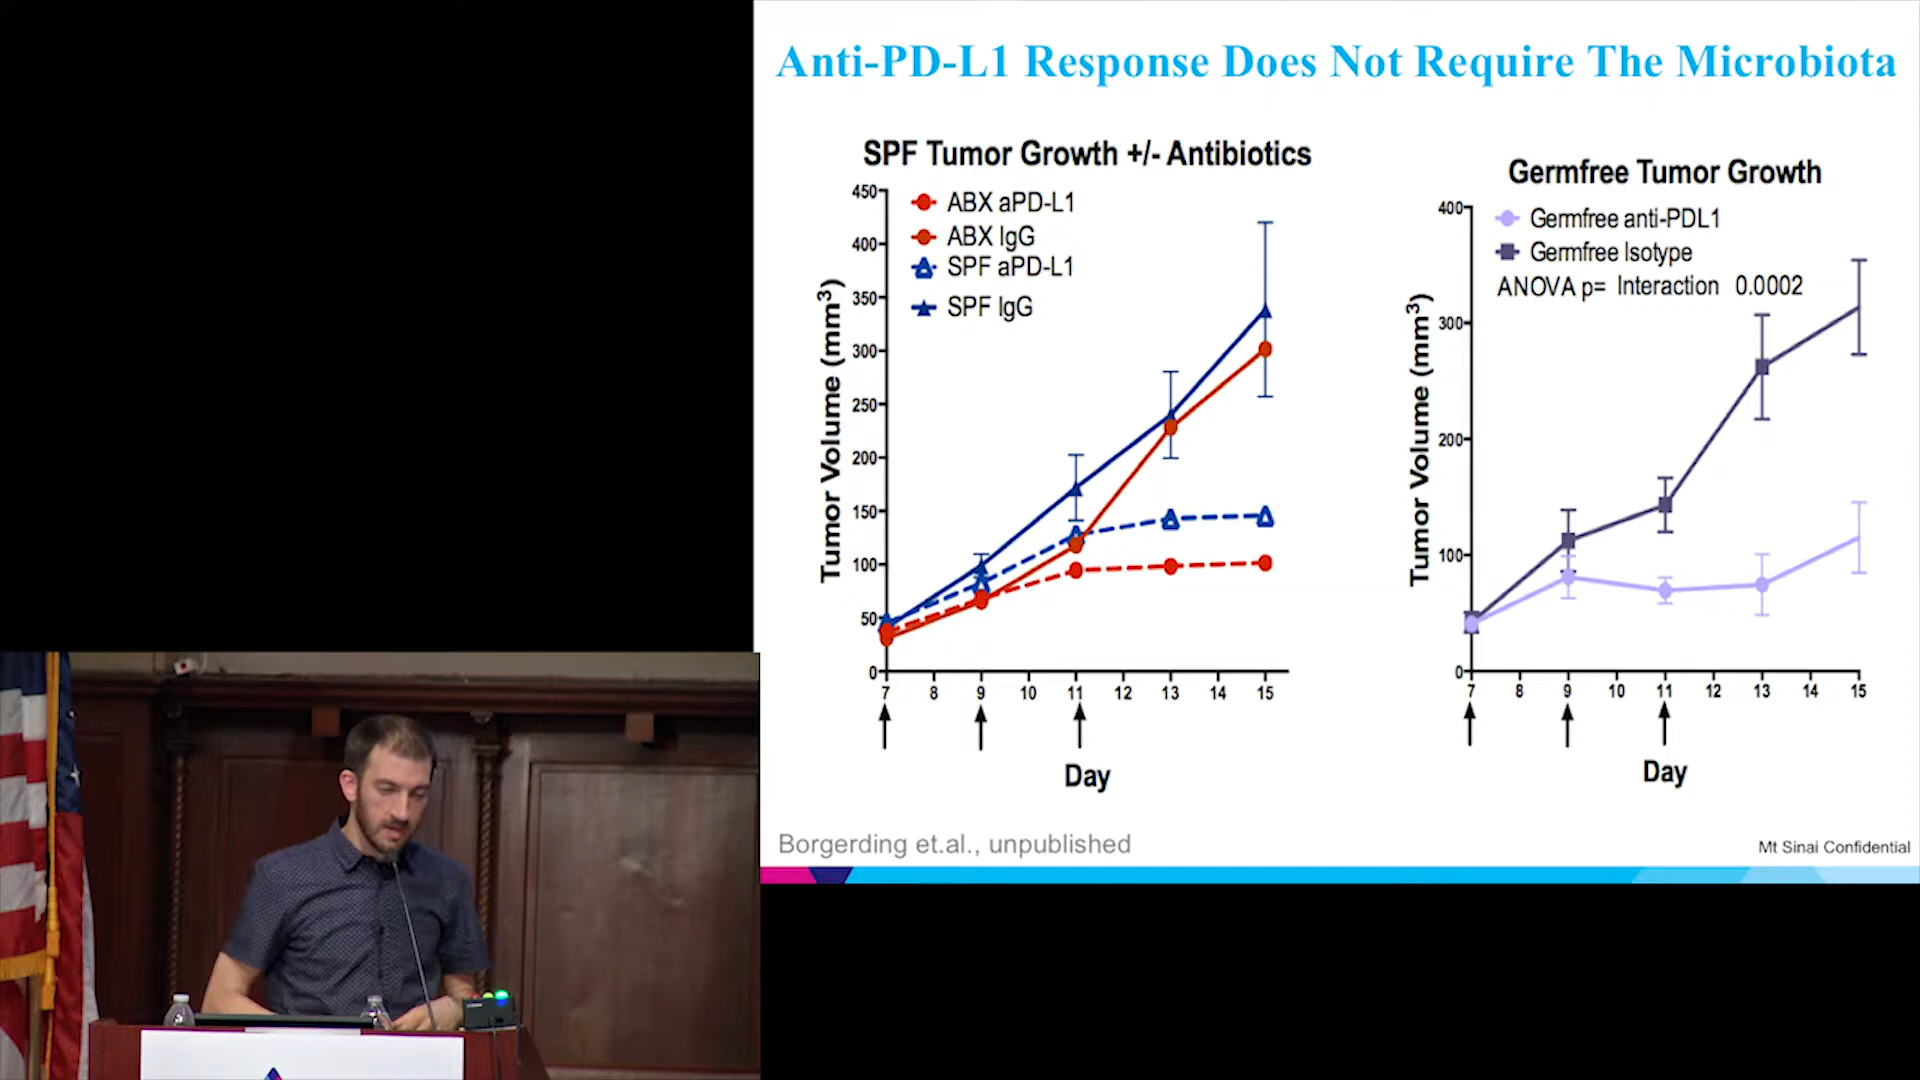 Anti-PD-L1 Response Does Not Require The Microbiota
SPF Tumor Growth +/- Antibiotics
ABX aPD-L1
ABX IgG
SPF aPD-L1
SPF IgG
Tumor Volume (mm³)
450
400
350
300
250
200
150
100
50
0
7 8 9 10 11 12 13 14 15
Day
Germfree Tumor Growth
Germfree anti-PDL1
Germfree Isotype
ANOVA p= Interaction 0.0002
Tumor Volume (mm³)
400
300
200
100
0
7 8 9 10 11 12 13 14 15
Day
Borgerding et.al., unpublished
Mt Sinai Confidential